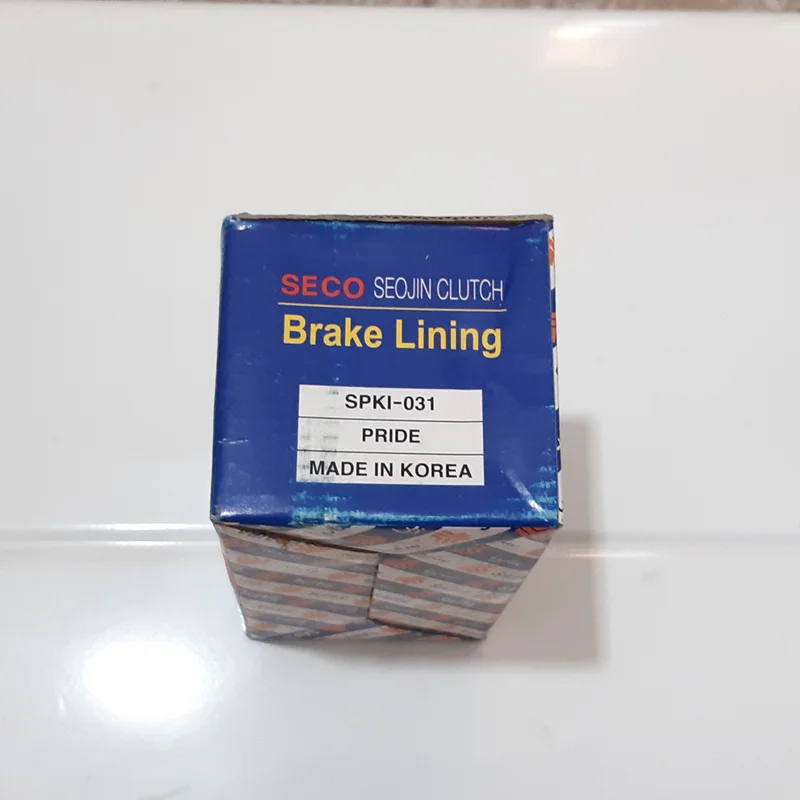 SECO SEOJIN CLUTCH
Brake Lining
SPKI-031
PRIDE
MADE IN KOREA